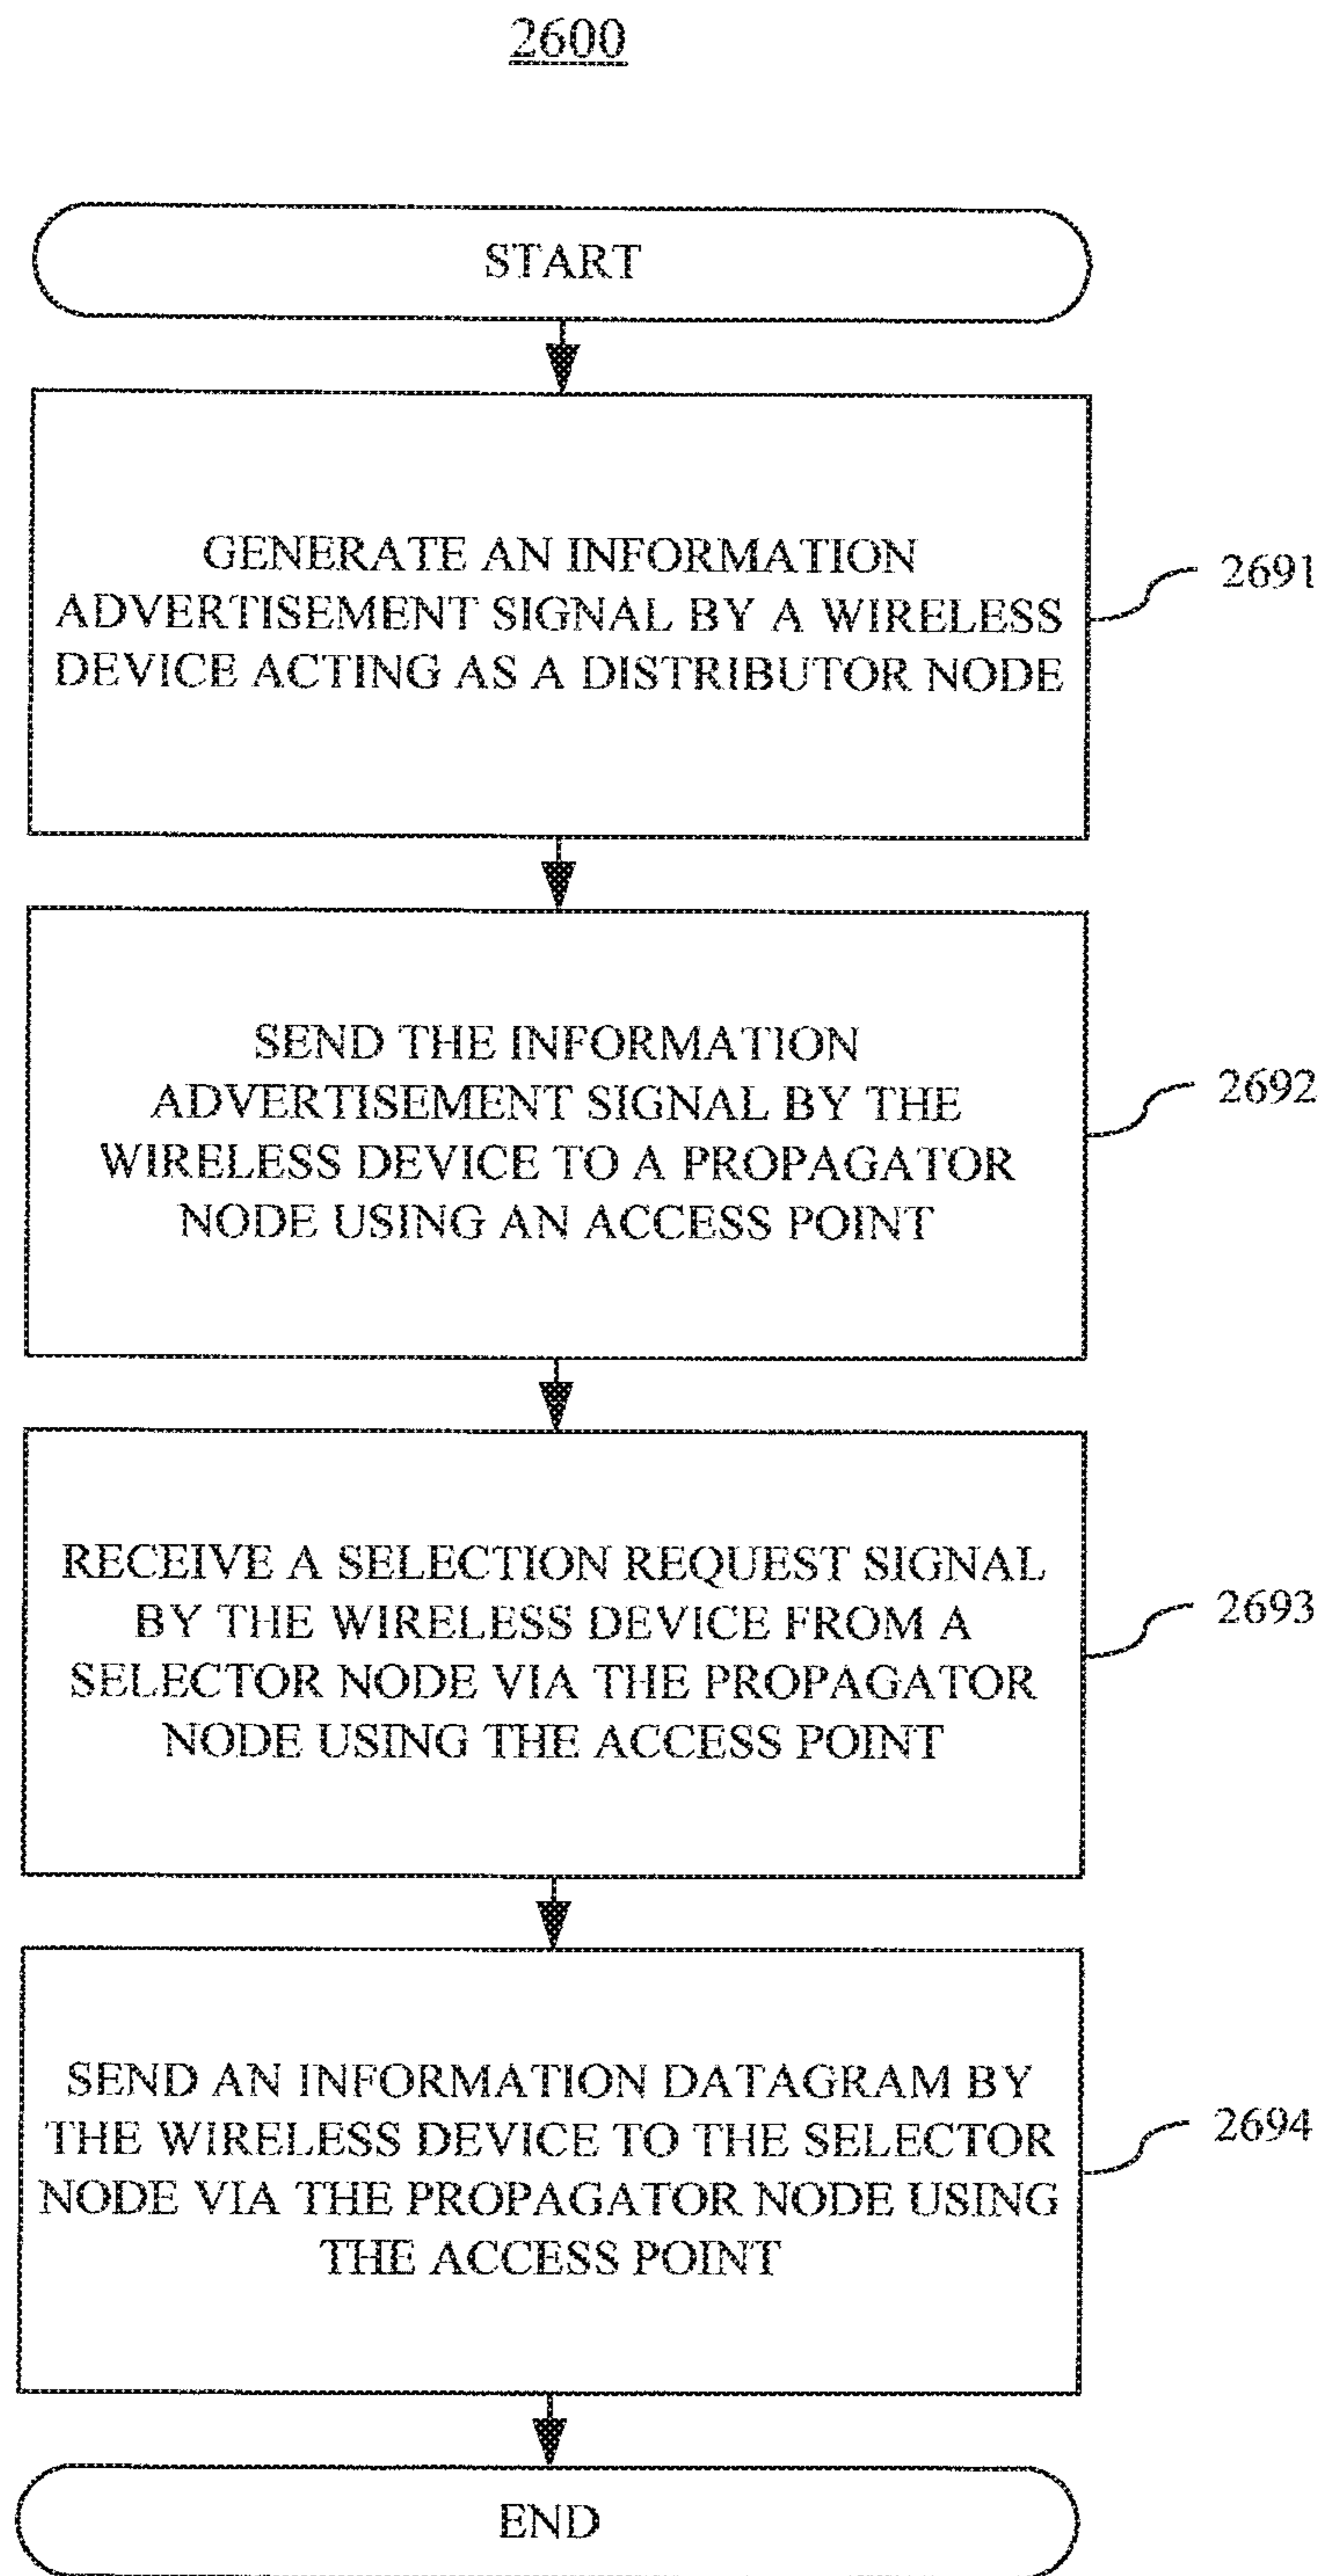 2600
START
GENERATE AN INFORMATION
ADVERTISEMENT SIGNAL BY A WIRELESS
DEVICE ACTING AS A DISTRIBUTOR NODE
2691
SEND THE INFORMATION
ADVERTISEMENT SIGNAL BY THE
WIRELESS DEVICE TO A PROPAGATOR
NODE USING AN ACCESS POINT
2692
RECEIVE A SELECTION REQUEST SIGNAL
BY THE WIRELESS DEVICE FROM A
SELECTOR NODE VIA THE PROPAGATOR
NODE USING THE ACCESS POINT
2693
SEND AN INFORMATION DATAGRAM BY
THE WIRELESS DEVICE TO THE SELECTOR
NODE VIA THE PROPAGATOR NODE USING
THE ACCESS POINT
2694
END